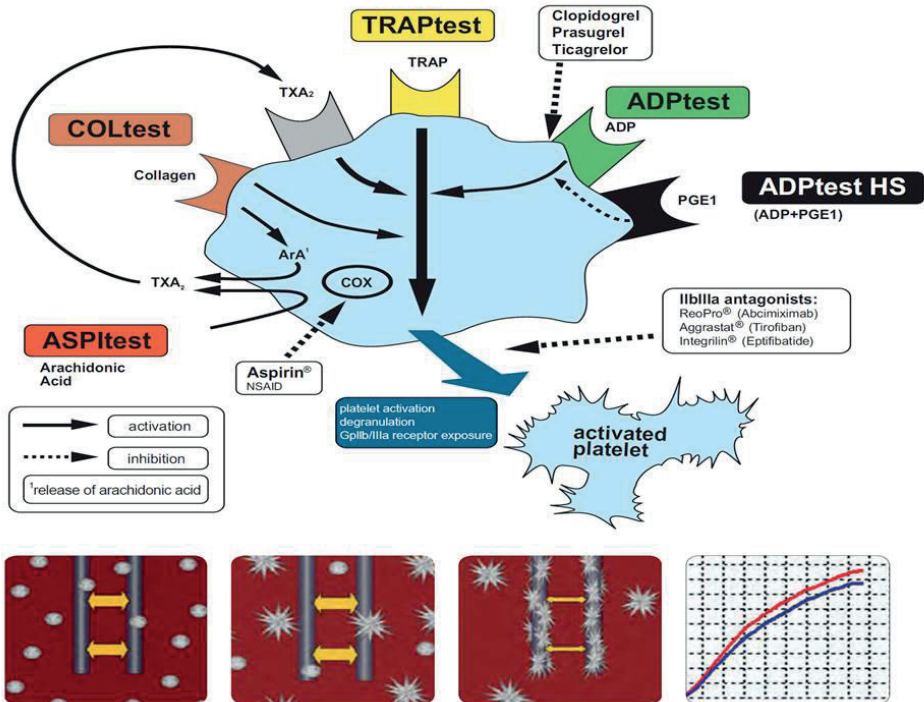 TRAPtest
TRAP
Clopidogrel
Prasugrel
Ticagrelor
TXA₂
ADPtest
ADP
COLtest
Collagen
ADPtest HS
(ADP+PGE1)
PGE1
ArA¹
TXA₂
COX
ASPItest
Arachidonic
Acid
Aspirin®
NSAID
IIbIIIa antagonists:
ReoPro® (Abcimiximab)
Aggrastat® (Tirofiban)
Integrilin® (Eptifibatide)
platelet activation
degranulation
GpIIb/IIIa receptor exposure
activated
platelet
activation
inhibition
¹release of arachidonic acid